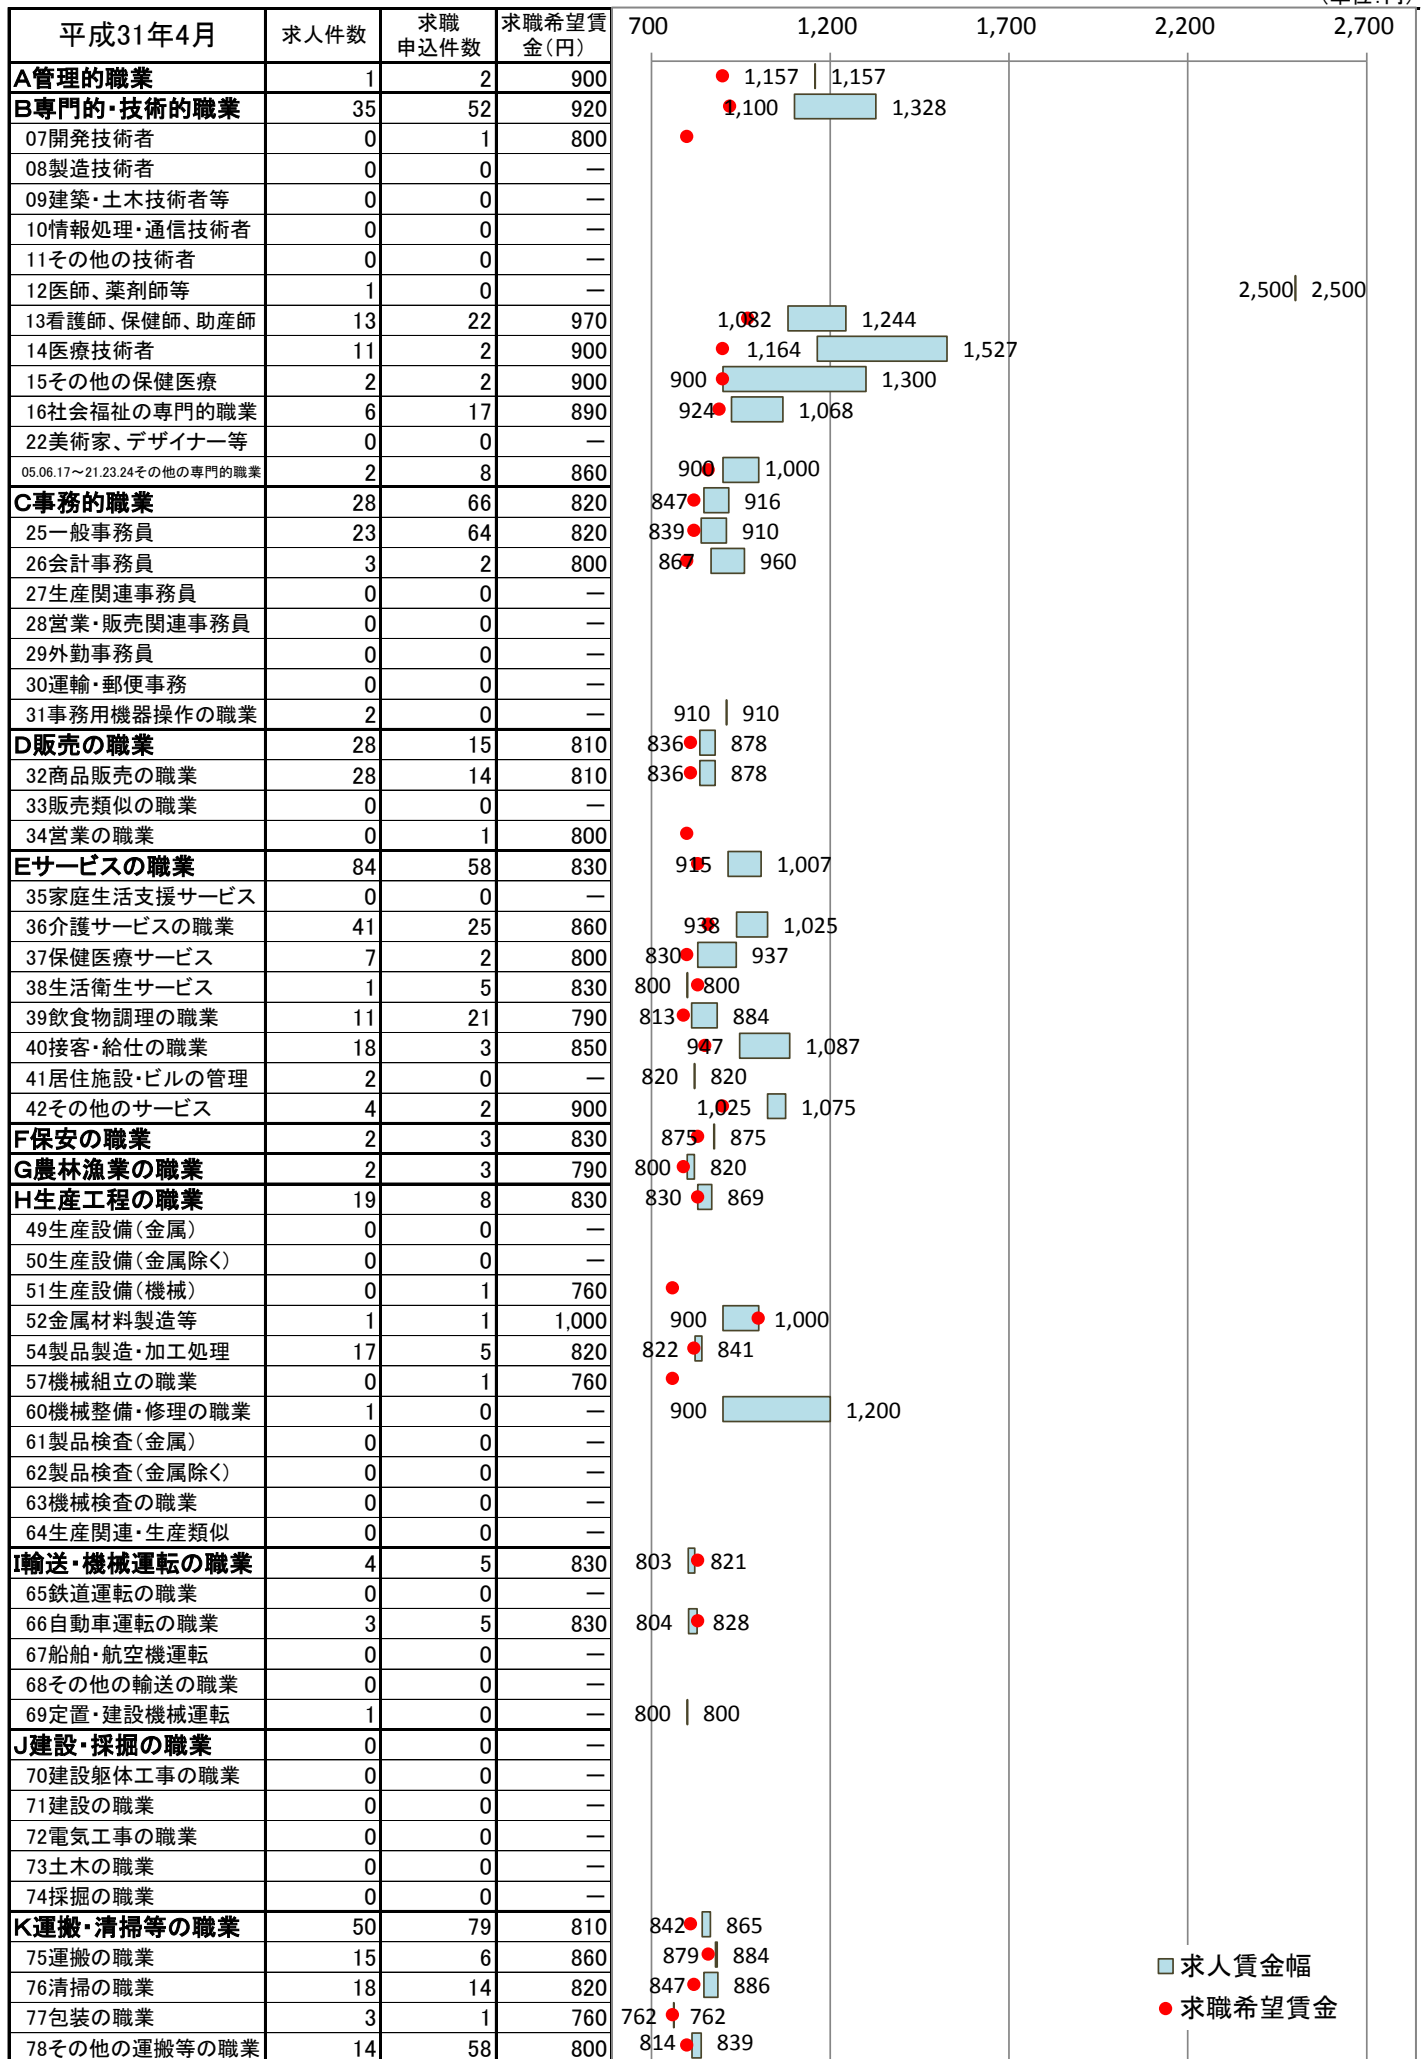 (単位:円)
平成31年4月 求人件数 求職申込件数 求職希望賃金(円) 700 1,200 1,700 2,200 2,700
A管理的職業 1 2 900 1,157 1,157
B専門的・技術的職業 35 52 920 1,100 1,328
07開発技術者 0 1 800
08製造技術者 0 0 ―
09建築・土木技術者等 0 0 ―
10情報処理・通信技術者 0 0 ―
11その他の技術者 0 0 ―
12医師、薬剤師等 1 0 ― 2,500 2,500
13看護師、保健師、助産師 13 22 970 1,082 1,244
14医療技術者 11 2 900 1,164 1,527
15その他の保健医療 2 2 900 900 1,300
16社会福祉の専門的職業 6 17 890 924 1,068
22美術家、デザイナー等 0 0 ―
05.06.17～21.23.24その他の専門的職業 2 8 860 900 1,000
C事務的職業 28 66 820 847 916
25一般事務員 23 64 820 839 910
26会計事務員 3 2 800 867 960
27生産関連事務員 0 0 ―
28営業・販売関連事務員 0 0 ―
29外勤事務員 0 0 ―
30運輸・郵便事務 0 0 ―
31事務用機器操作の職業 2 0 ― 910 910
D販売の職業 28 15 810 836 878
32商品販売の職業 28 14 810 836 878
33販売類似の職業 0 0 ―
34営業の職業 0 1 800
Eサービスの職業 84 58 830 915 1,007
35家庭生活支援サービス 0 0 ―
36介護サービスの職業 41 25 860 938 1,025
37保健医療サービス 7 2 800 830 937
38生活衛生サービス 1 5 830 800 800
39飲食物調理の職業 11 21 790 813 884
40接客・給仕の職業 18 3 850 947 1,087
41居住施設・ビルの管理 2 0 ― 820 820
42その他のサービス 4 2 900 1,025 1,075
F保安の職業 2 3 830 875 875
G農林漁業の職業 2 3 790 800 820
H生産工程の職業 19 8 830 830 869
49生産設備(金属) 0 0 ―
50生産設備(金属除く) 0 0 ―
51生産設備(機械) 0 1 760
52金属材料製造等 1 1 1,000 900 1,000
54製品製造・加工処理 17 5 820 822 841
57機械組立の職業 0 1 760
60機械整備・修理の職業 1 0 ― 900 1,200
61製品検査(金属) 0 0 ―
62製品検査(金属除く) 0 0 ―
63機械検査の職業 0 0 ―
64生産関連・生産類似 0 0 ―
I輸送・機械運転の職業 4 5 830 803 821
65鉄道運転の職業 0 0 ―
66自動車運転の職業 3 5 830 804 828
67船舶・航空機運転 0 0 ―
68その他の輸送の職業 0 0 ―
69定置・建設機械運転 1 0 ― 800 800
J建設・採掘の職業 0 0 ―
70建設躯体工事の職業 0 0 ―
71建設の職業 0 0 ―
72電気工事の職業 0 0 ―
73土木の職業 0 0 ―
74採掘の職業 0 0 ―
K運搬・清掃等の職業 50 79 810 842 865
75運搬の職業 15 6 860 879 884
76清掃の職業 18 14 820 847 886
77包装の職業 3 1 760 762 762
78その他の運搬等の職業 14 58 800 814 839
求人賃金幅
求職希望賃金